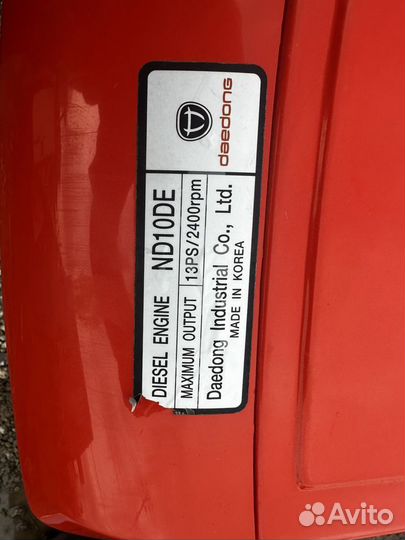 daedong
DIESEL ENGINE ND10DE
MAXIMUM OUTPUT 13PS/2400rpm
Daedong Industrial Co., Ltd.
MADE IN KOREA
Avito